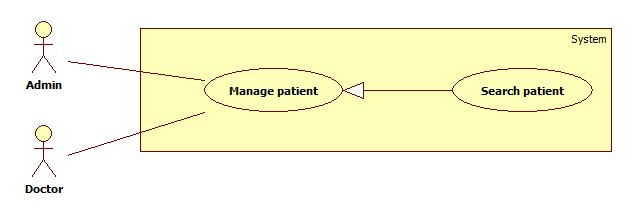 System
Admin
Manage patient
Search patient
Doctor